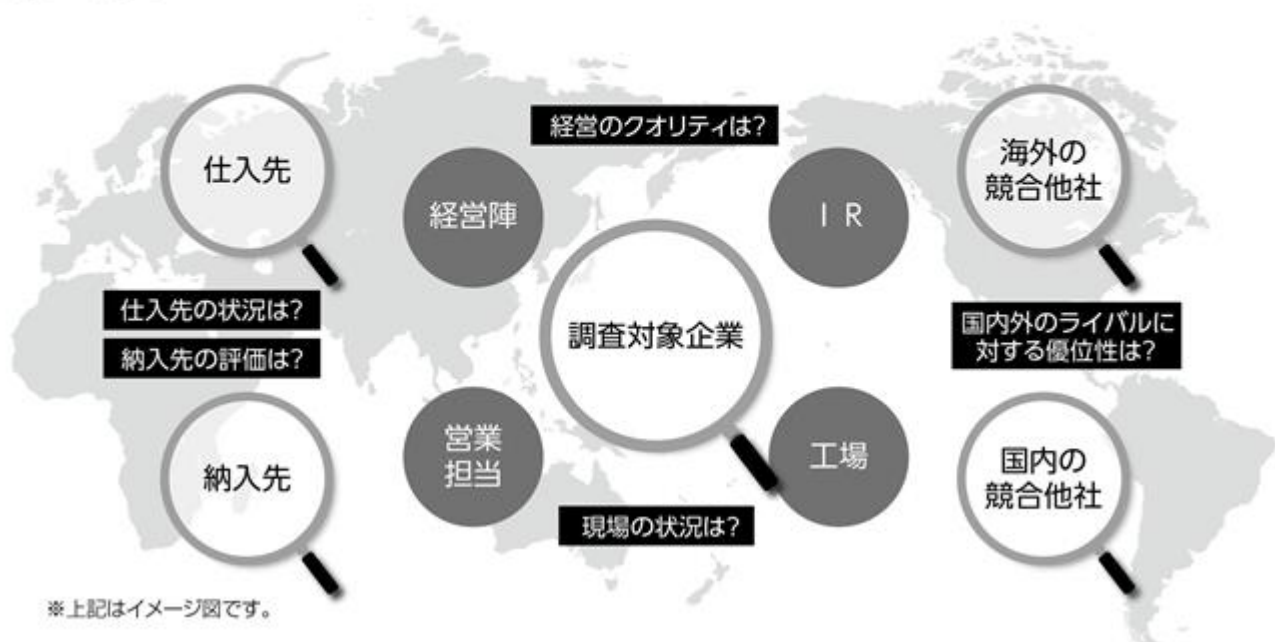 経営のクオリティは?
仕入先
経営陣
ＩＲ
海外の
競合他社
仕入先の状況は?
納入先の評価は?
調査対象企業
国内外のライバルに
対する優位性は?
納入先
営業
担当
工場
国内の
競合他社
現場の状況は?
※上記はイメージ図です。